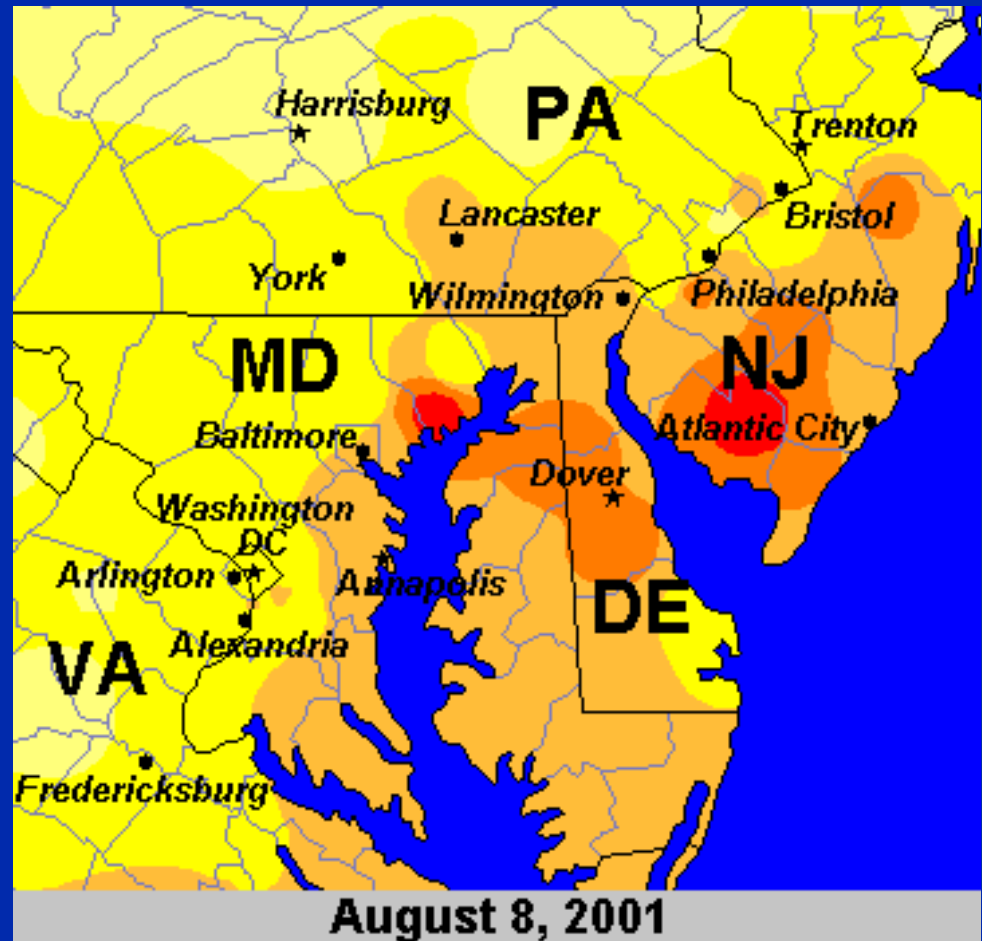 Harrisburg
PA
Trenton
Lancaster
Bristol
York
Wilmington
Philadelphia
MD
NJ
Baltimore
Atlantic City
Dover
Washington
DC
Arlington
Annapolis
DE
Alexandria
VA
Fredericksburg
August 8, 2001